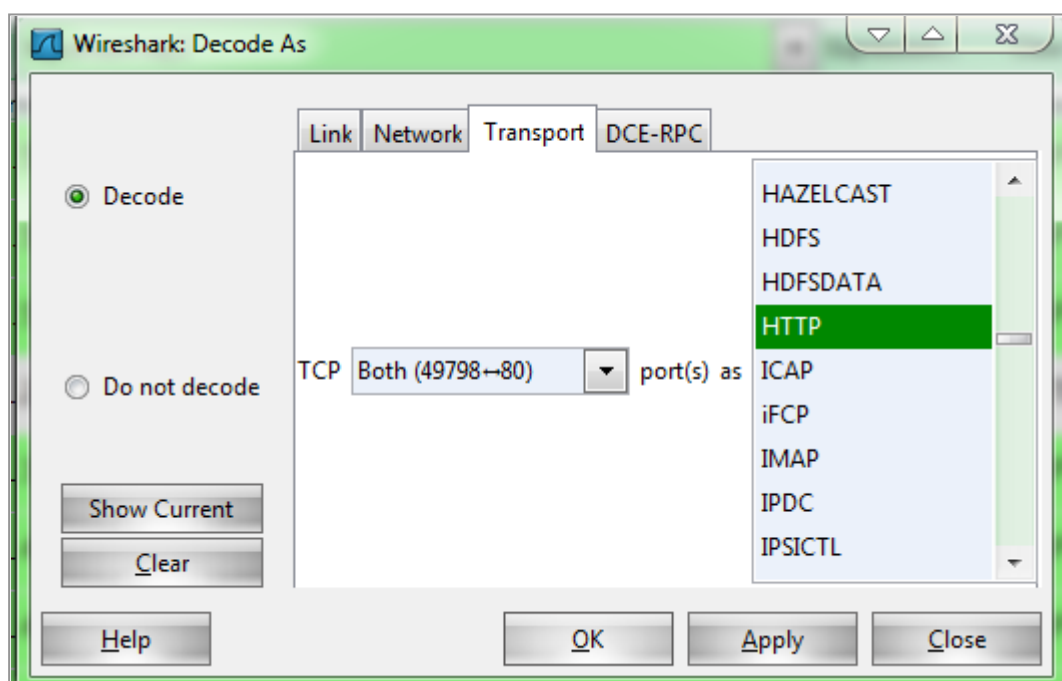 Wireshark: Decode As
Link Network Transport DCE-RPC
Decode
Do not decode
TCP Both (49798↔80) port(s) as
HAZELCAST
HDFS
HDFSDATA
HTTP
ICAP
iFCP
IMAP
IPDC
IPSICTL
Show Current
Clear
Help OK Apply Close